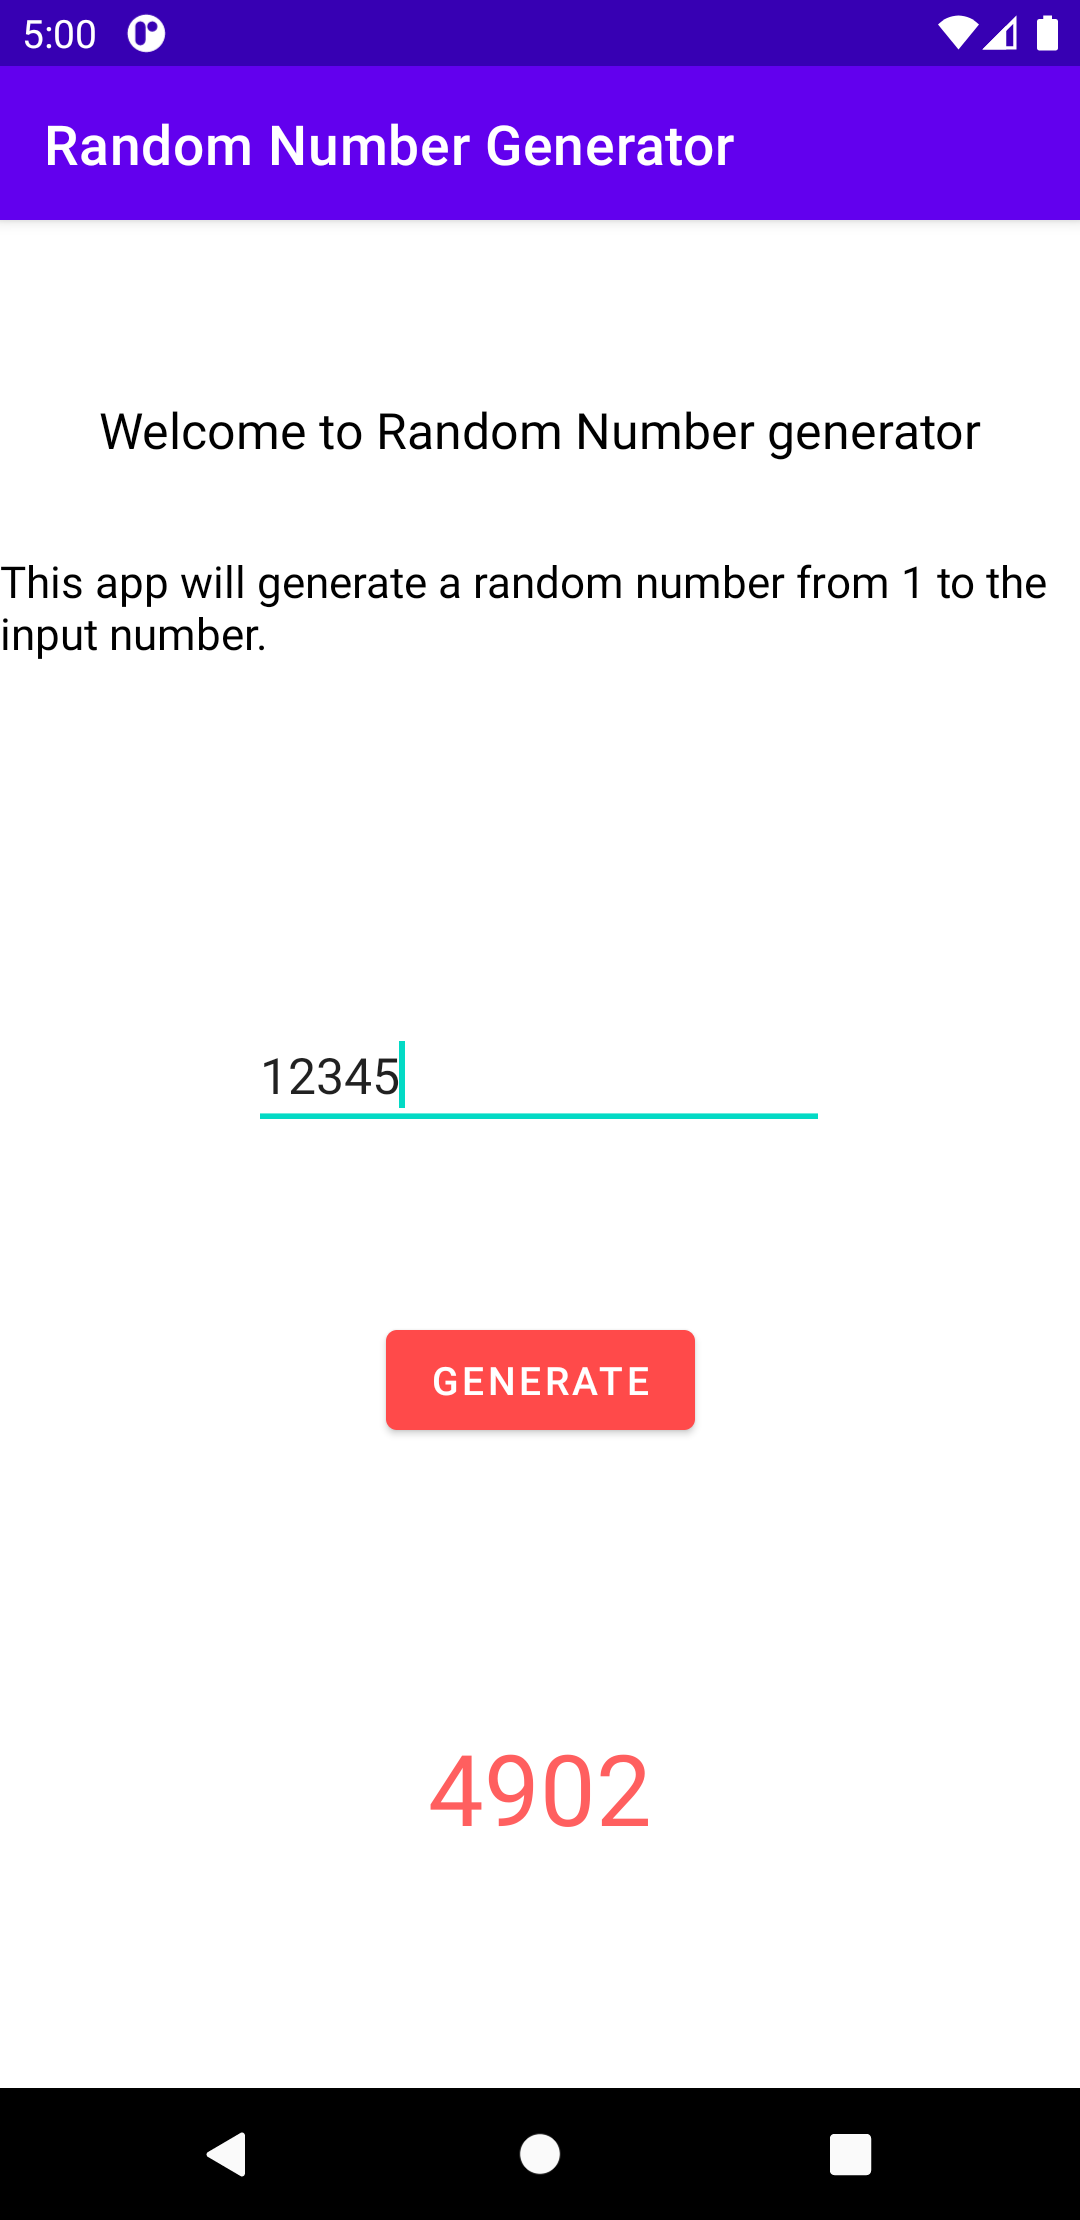 5:00
Random Number Generator
Welcome to Random Number generator
This app will generate a random number from 1 to the
input number.
12345
GENERATE
4902